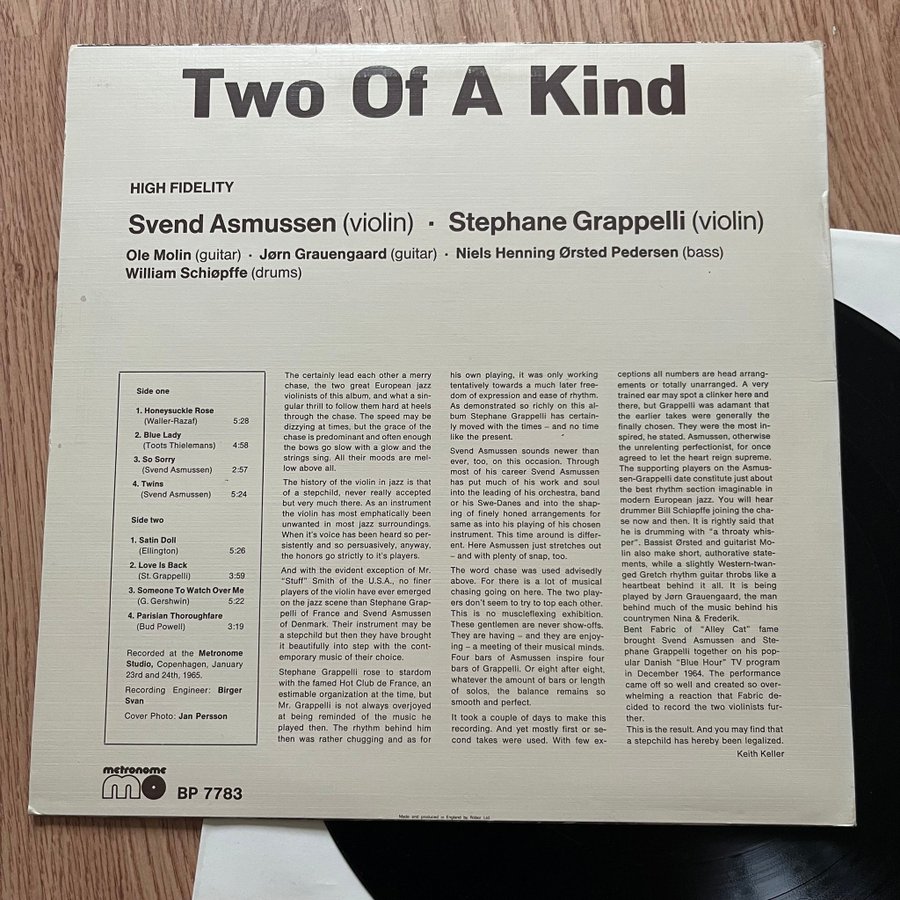 Two Of A Kind
HIGH FIDELITY
Svend Asmussen (violin) · Stephane Grappelli (violin)
Ole Molin (guitar) · Jørn Grauengaard (guitar) · Niels Henning Ørsted Pedersen (bass)
William Schiøpffe (drums)
Side one
1. Honeysuckle Rose
(Waller-Razaf) 5:28
2. Blue Lady
(Toots Thielemans) 4:58
3. So Sorry
(Svend Asmussen) 2:57
4. Twins
(Svend Asmussen) 5:24
Side two
1. Satin Doll
(Ellington) 5:26
2. Love Is Back
(St. Grappelli) 3:59
3. Someone To Watch Over Me
(G. Gershwin) 5:22
4. Parisian Thoroughfare
(Bud Powell) 3:19
Recorded at the Metronome
Studio, Copenhagen, January
23rd and 24th, 1965.
Recording Engineer: Birger
Svan
Cover Photo: Jan Persson
The certainly lead each other a merry
chase, the two great European jazz
violinists of this album, and what a sin-
gular thrill to follow them hard at heels
through the chase. The speed may be
dizzying at times, but the grace of the
chase is predominant and often enough
the bows go slow with a glow and the
strings sing. All their moods are mel-
low above all.
The history of the violin in jazz is that
of a stepchild, never really accepted
but very much there. As an instrument
the violin has most emphatically been
unwanted in most jazz surroundings.
When it's voice has been heard so per-
sistently and so persuasively, anyway,
the honors go strictly to it's players.
And with the evident exception of Mr.
"Stuff" Smith of the U.S.A., no finer
players of the violin have ever emerged
on the jazz scene than Stephane Grap-
pelli of France and Svend Asmussen
of Denmark. Their instrument may be
a stepchild but then they have brought
it beautifully into step with the cont-
emporary music of their choice.
Stephane Grappelli rose to stardom
with the famed Hot Club de France, an
estimable organization at the time, but
Mr. Grappelli is not always overjoyed
at being reminded of the music he
played then. The rhythm behind him
then was rather chugging and as for
his own playing, it was only working
tentatively towards a much later free-
dom of expression and ease of rhythm.
As demonstrated so richly on this al-
bum Stephane Grappelli has certain-
ly moved with the times – and no time
like the present.
Svend Asmussen sounds newer than
ever, too, on this occasion. Through
most of his career Svend Asmussen
has put much of his work and soul
into the leading of his orchestra, band
or his Swe-Danes and into the shap-
ing of finely honed arrangements for
same as into his playing of his chosen
instrument. This time around is differ-
ent. Here Asmussen just stretches out
– and with plenty of snap, too.
The word chase was used advisedly
above. For there is a lot of musical
chasing going on here. The two play-
ers don't seem to try to top each other.
This is no muscleflexing exhibition.
These gentlemen are never show-offs.
They are having – and they are enjoy-
ing – a meeting of their musical minds.
Four bars of Asmussen inspire four
bars of Grappelli. Or eight after eight,
whatever the amount of bars or length
of solos, the balance remains so
smooth and perfect.
It took a couple of days to make this
recording. And yet mostly first or se-
cond takes were used. With few ex-
ceptions all numbers are head arrang-
ements or totally unarranged. A very
trained ear may spot a clinker here and
there, but Grappelli was adamant that
the earlier takes were generally the
finally chosen. They were the most in-
spired, he stated. Asmussen, otherwise
the unrelenting perfectionist, for once
agreed to let the heart reign supreme.
The supporting players on the Asmus-
sen-Grappelli date constitute just about
the best rhythm section imaginable in
modern European jazz. You will hear
drummer Bill Schiøpffe joining the cha-
se now and then. It is rightly said that
he is drumming with "a throaty whis-
per". Bassist Ørsted and guitarist Mo-
lin also make short, authorative state-
ments, while a slightly Western-twan-
ged Gretch rhythm guitar throbs like a
heartbeat behind it all. It is being
played by Jørn Grauengaard, the man
behind much of the music behind his
countrymen Nina & Frederik.
Bent Fabric of "Alley Cat" fame
brought Svend Asmussen and Ste-
phane Grappelli together on his pop-
ular Danish "Blue Hour" TV program
in December 1964. The performance
came off so well and created so over-
whelming a reaction that Fabric de-
cided to record the two violinists fur-
ther.
This is the result. And you may find that
a stepchild has hereby been legalized.
Keith Keller
metronome
BP 7783
Made and produced in England by Robor Ltd